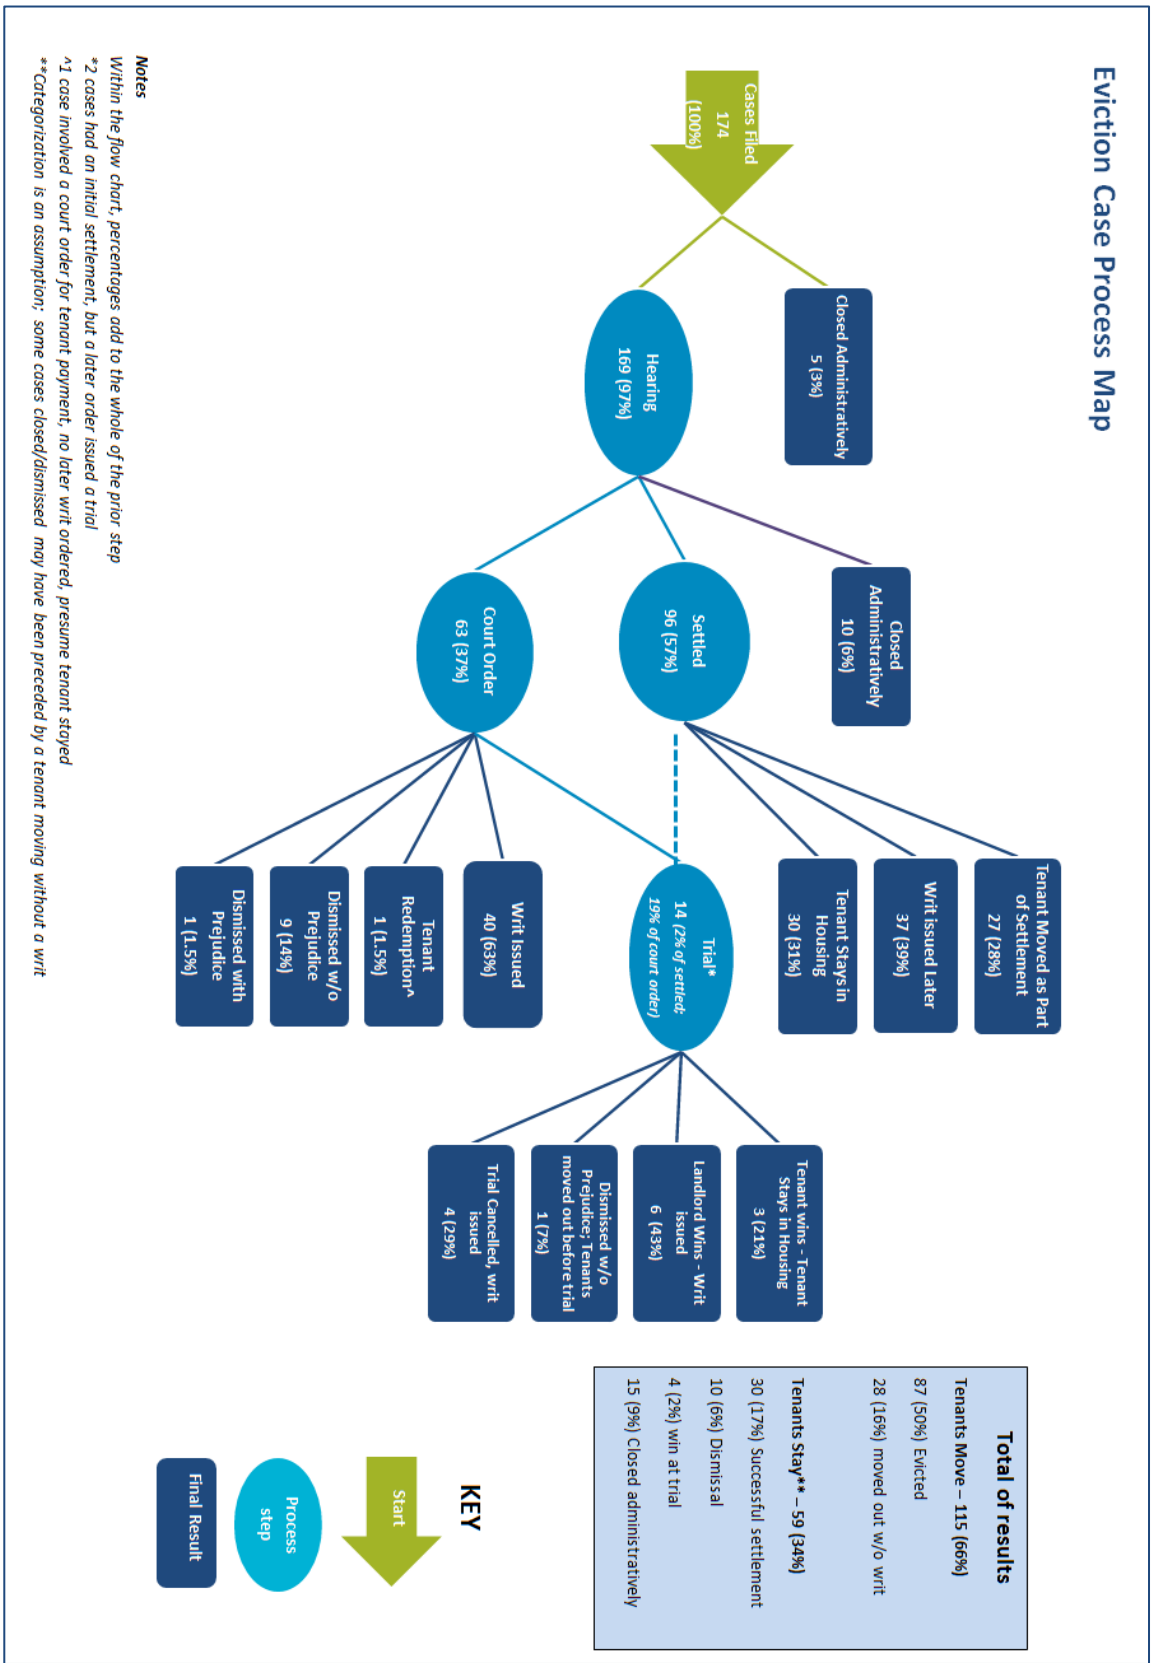 Eviction Case Process Map
Cases Filed
174
(100%)
Closed Administratively
5 (3%)
Hearing
169 (97%)
Closed
Administratively
10 (6%)
Settled
96 (57%)
Court Order
63 (37%)
Tenant Moved as Part
of Settlement
27 (28%)
Writ issued Later
37 (39%)
Tenant Stays in
Housing
30 (31%)
Trial*
14 (2% of settled;
19% of court order)
Writ Issued
40 (63%)
Tenant
Redemption^
1 (1.5%)
Dismissed w/o
Prejudice
9 (14%)
Dismissed with
Prejudice
1 (1.5%)
Tenant wins - Tenant
Stays in Housing
3 (21%)
Landlord Wins - Writ
issued
6 (43%)
Dismissed w/o
Prejudice; Tenants
moved out before trial
1 (7%)
Trial Cancelled, writ
issued
4 (29%)
Total of results
Tenants Move – 115 (66%)
87 (50%) Evicted
28 (16%) moved out w/o writ
Tenants Stay** – 59 (34%)
30 (17%) Successful settlement
10 (6%) Dismissal
4 (2%) win at trial
15 (9%) Closed administratively
KEY
Start
Process
step
Final Result
Notes
Within the flow chart, percentages add to the whole of the prior step
*2 cases had an initial settlement, but a later order issued a trial
^1 case involved a court order for tenant payment, no later writ ordered, presume tenant stayed
**Categorization is an assumption; some cases closed/dismissed may have been preceded by a tenant moving without a writ